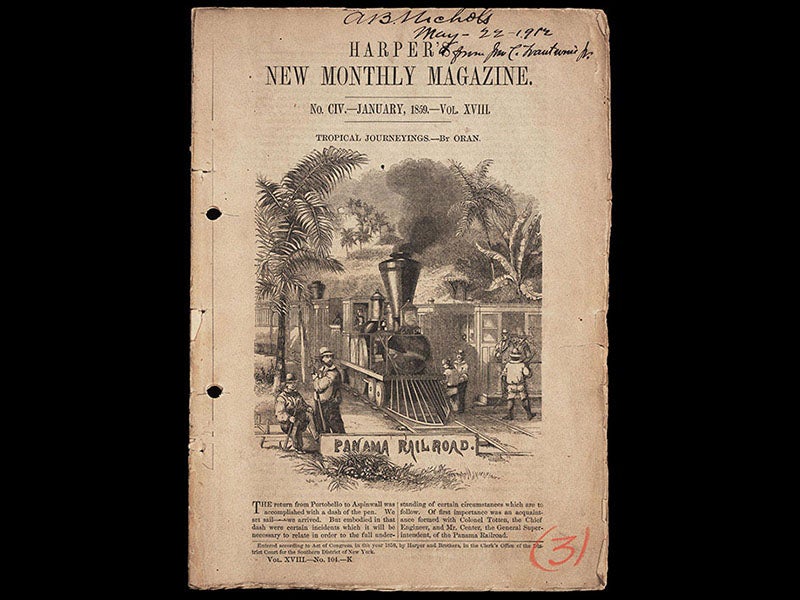 A.B. Nichols
May - 22 - 1912
from Jno C. Trautwine Jr.
HARPER'S
NEW MONTHLY MAGAZINE.
No. CIV.—JANUARY, 1859.—Vol. XVIII.
TROPICAL JOURNEYINGS.—By ORAN.
PANAMA RAILROAD.
THE return from Portobello to Aspinwall was
accomplished with a dash of the pen. We
set sail——we arrived. But embodied in that
dash were certain incidents which it will be
necessary to relate in order to the full under-
standing of certain circumstances which are to
follow. Of first importance was an acquaint-
ance formed with Colonel Totten, the Chief
Engineer, and Mr. Center, the General Super-
intendent, of the Panama Railroad.
Entered according to Act of Congress, in the year 1858, by Harper and Brothers, in the Clerk's Office of the Dis-
trict Court for the Southern District of New York.
Vol. XVIII.—No. 104.—K
(31